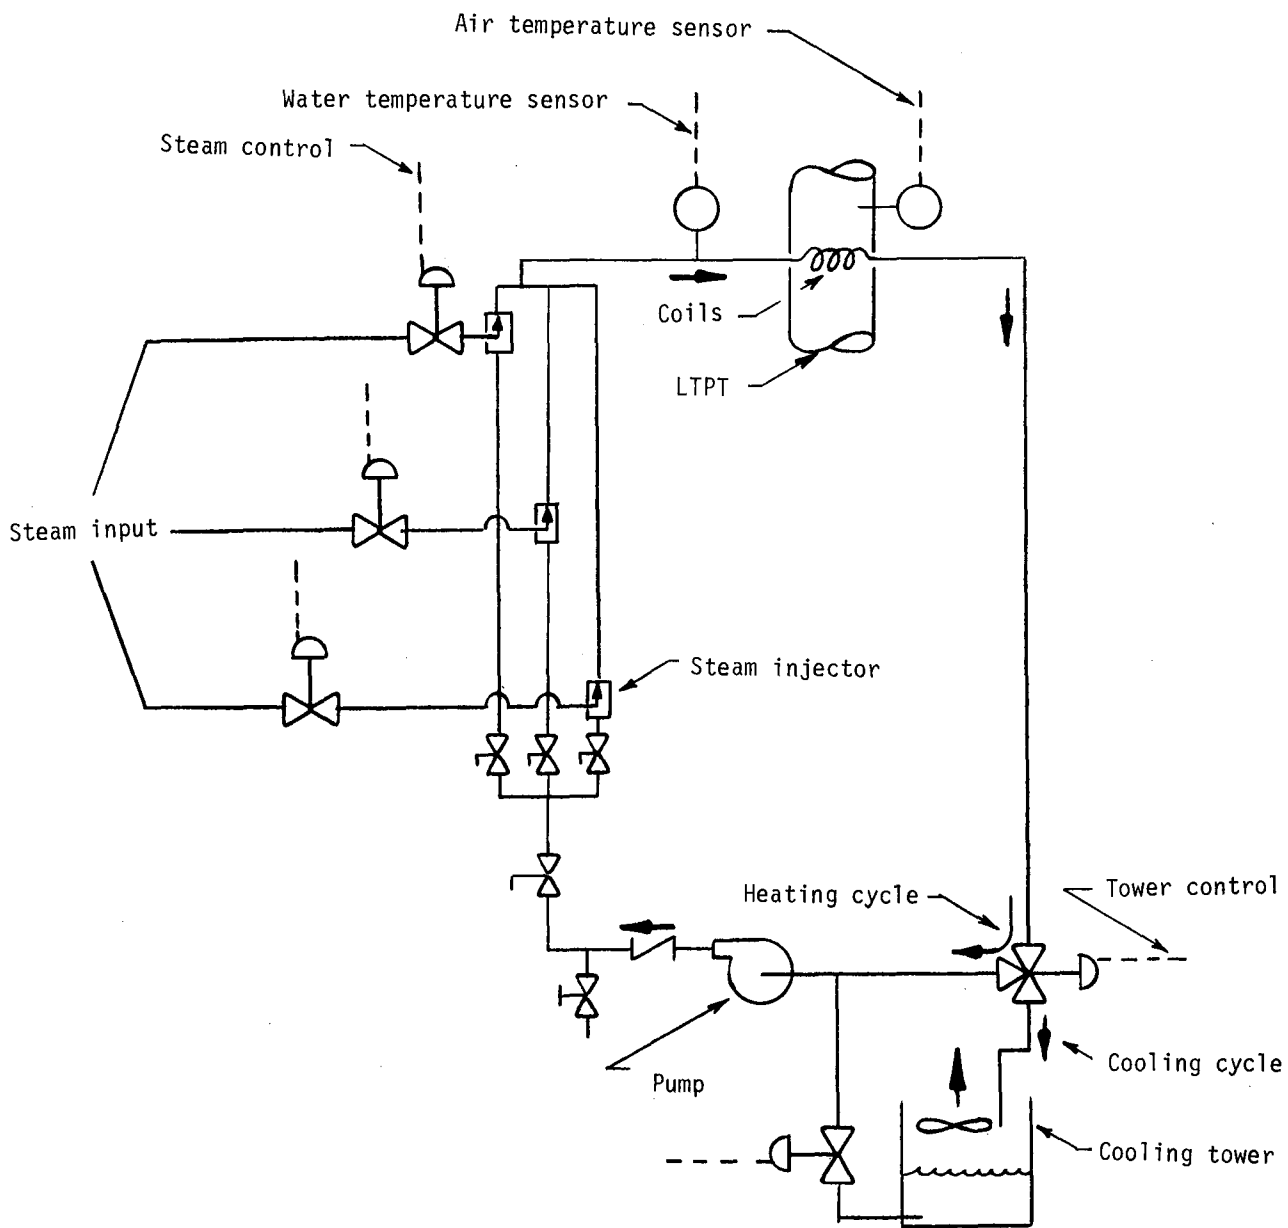 Air temperature sensor
Water temperature sensor
Steam control
Coils
LTPT
Steam input
Steam injector
Heating cycle
Tower control
Cooling cycle
Pump
Cooling tower